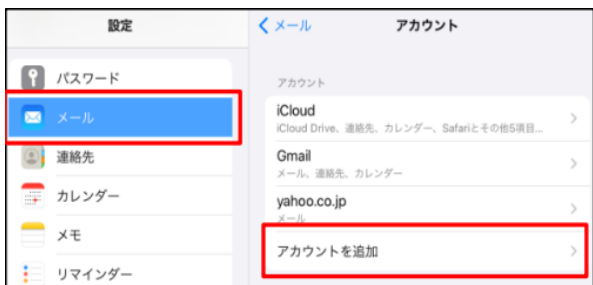 設定
パスワード
メール
連絡先
カレンダー
メモ
リマインダー
メール
アカウント
アカウント
iCloud
iCloud Drive、連絡先、カレンダー、Safariとその他5項目...
Gmail
メール、連絡先、カレンダー
yahoo.co.jp
メール
アカウントを追加